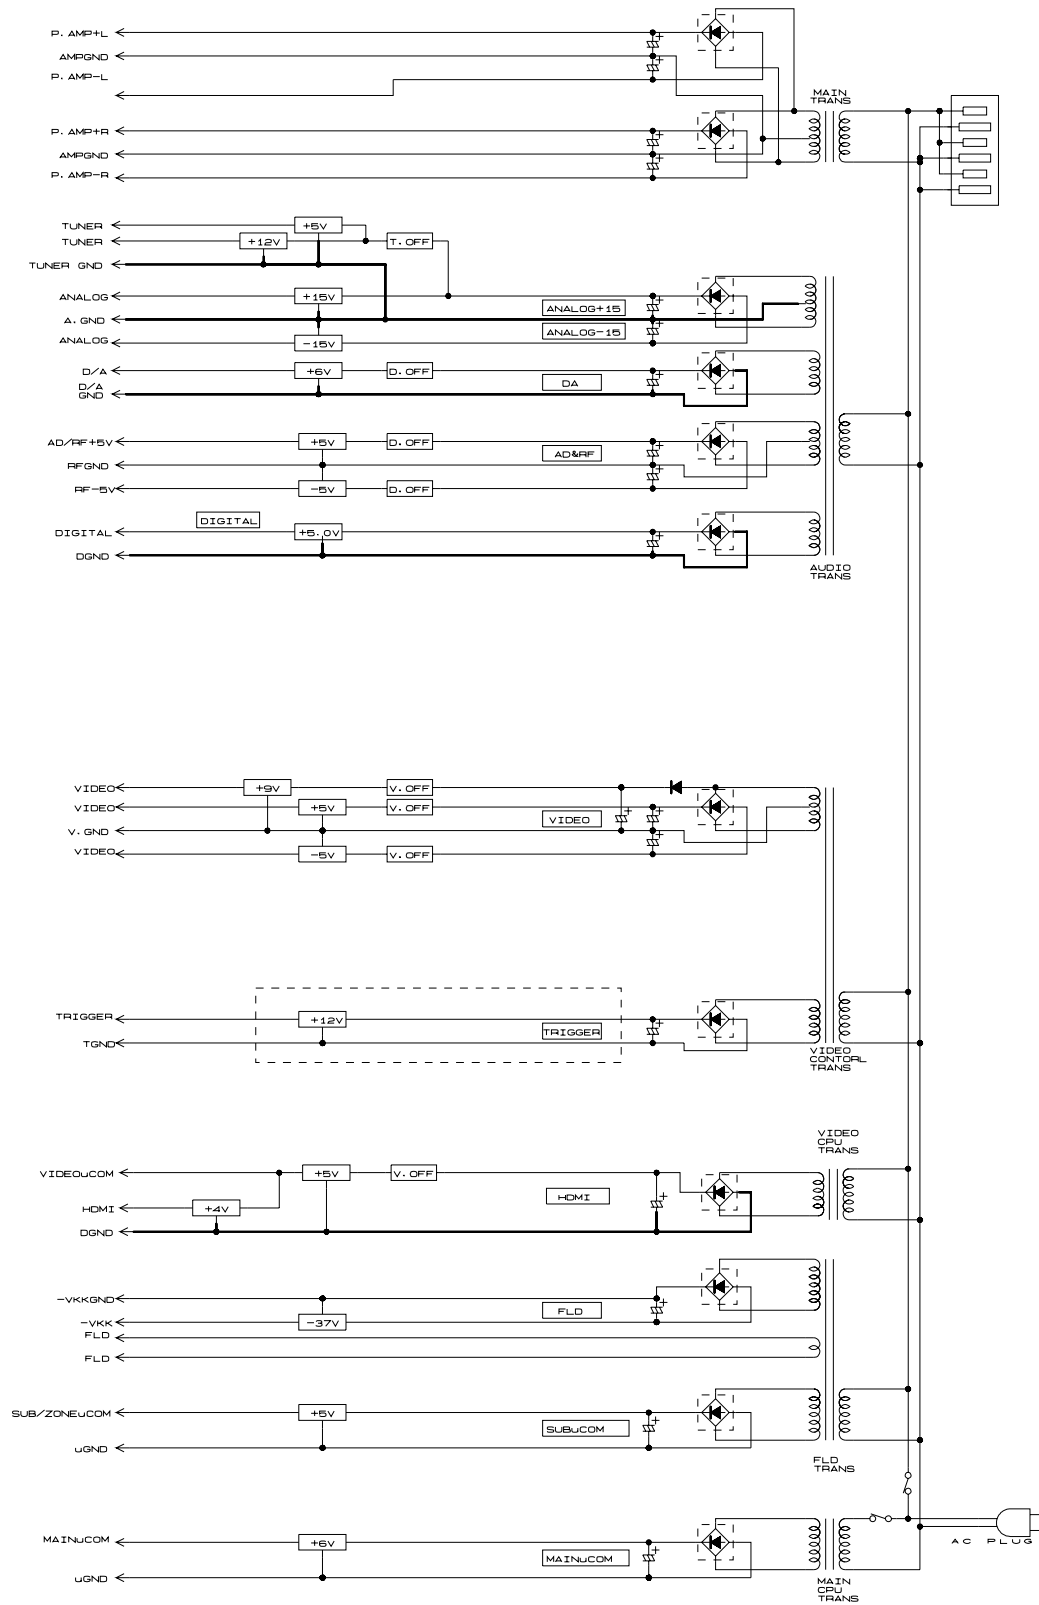 P.AMP+L
AMPGND
P.AMP-L
MAIN
TRANS
P.AMP+R
AMPGND
P.AMP-R
TUNER
+5V
TUNER
+12V
T.OFF
TUNER GND
ANALOG
+15V
ANALOG+15
A.GND
ANALOG-15
ANALOG
-15V
D/A
+6V
D.OFF
DA
D/A
GND
AD/RF+5V
+5V
D.OFF
AD&RF
RFGND
RF-5V
-5V
D.OFF
DIGITAL
DIGITAL
+5.0V
DGND
AUDIO
TRANS
VIDEO
+9V
V.OFF
VIDEO
+5V
V.OFF
VIDEO
V.GND
VIDEO
-5V
V.OFF
TRIGGER
+12V
TRIGGER
TGND
VIDEO
CONTORL
TRANS
VIDEO
CPU
TRANS
VIDEOuCOM
+5V
V.OFF
HDMI
HDMI
+4V
DGND
-VKKGND
FLD
-VKK
-37V
FLD
FLD
SUB/ZONEuCOM
+5V
SUBuCOM
uGND
FLD
TRANS
MAINuCOM
+6V
MAINuCOM
AC PLUG
uGND
MAIN
CPU
TRANS